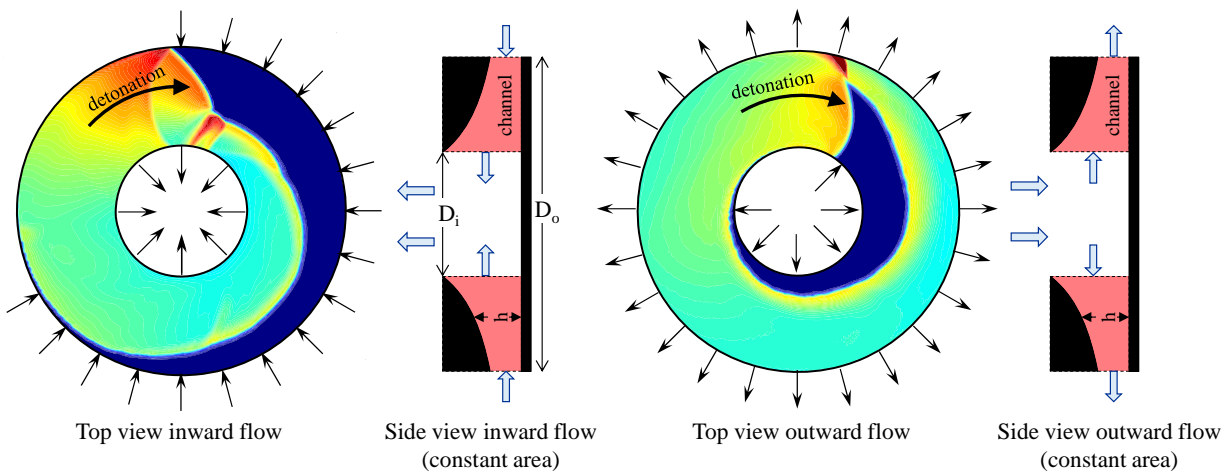 detonation
channel
D_i
D_o
h
detonation
channel
h
Top view inward flow
Side view inward flow
(constant area)
Top view outward flow
Side view outward flow
(constant area)